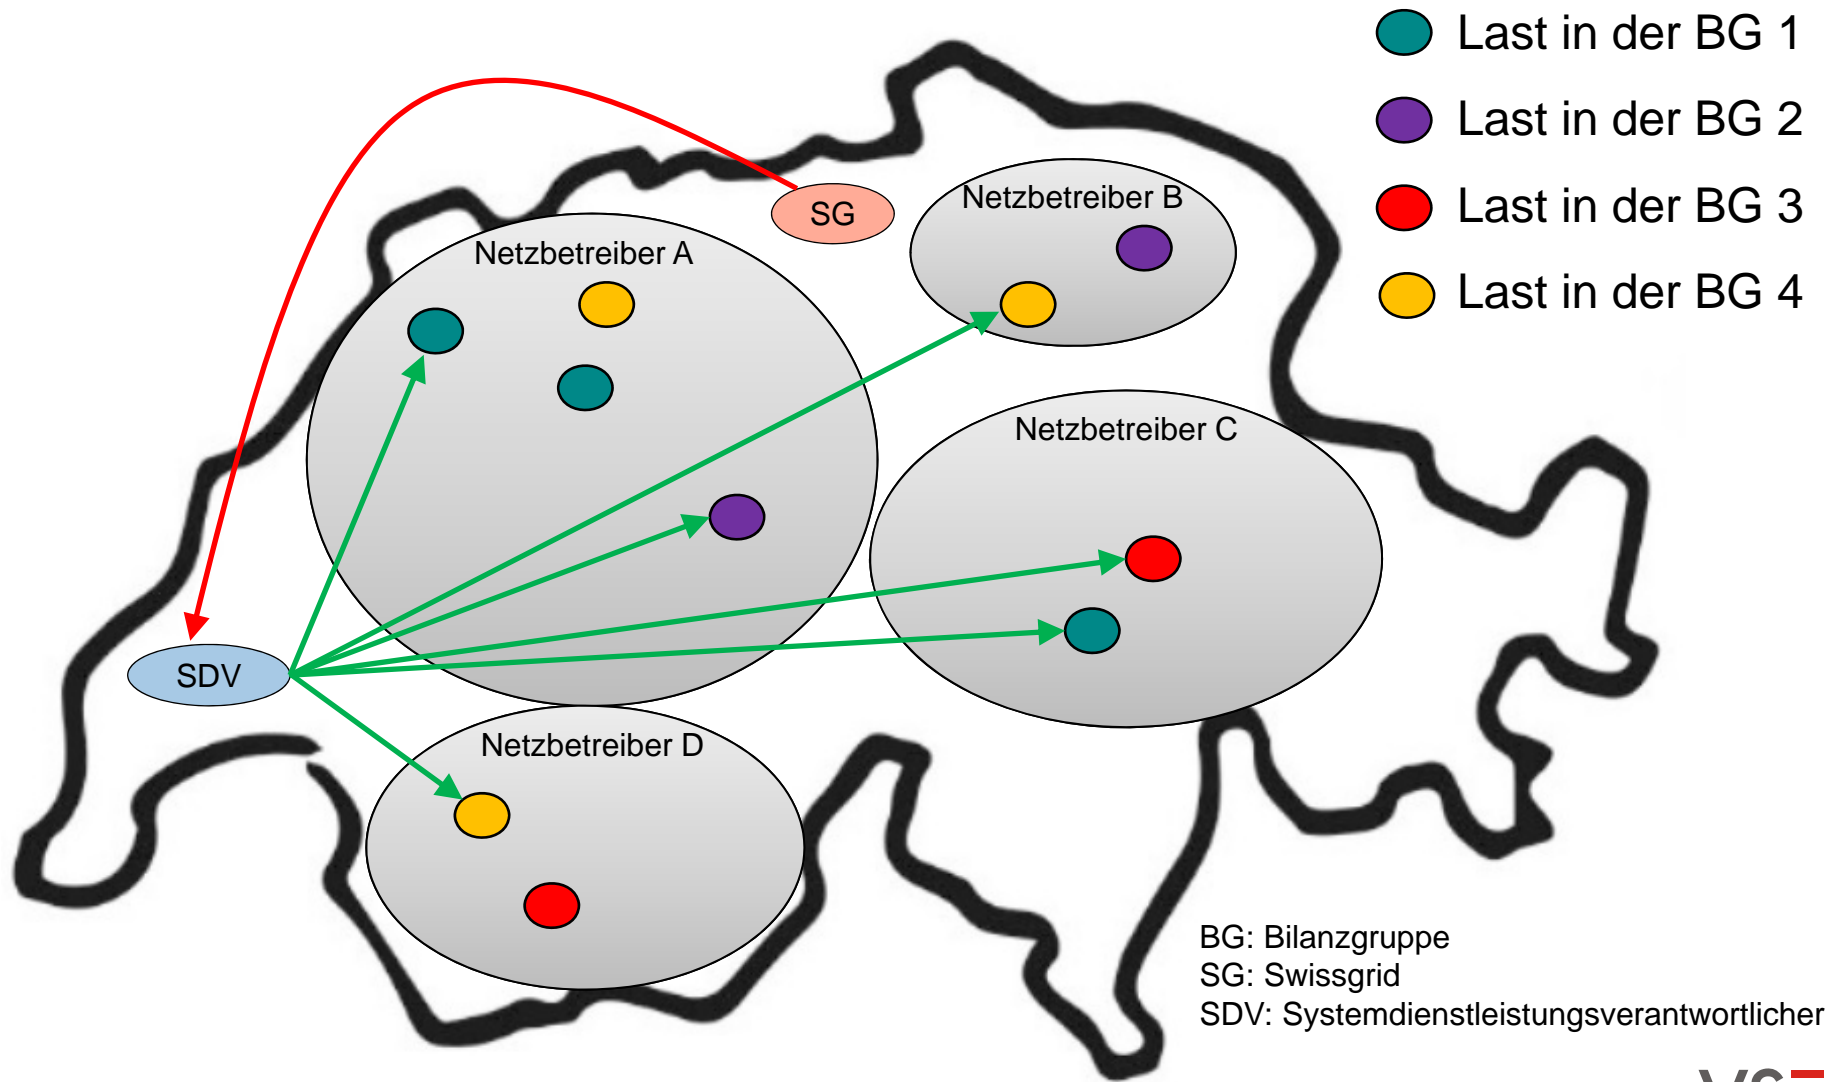 Last in der BG 1
Last in der BG 2
Last in der BG 3
Last in der BG 4
SG
Netzbetreiber B
Netzbetreiber A
Netzbetreiber C
SDV
Netzbetreiber D
BG: Bilanzgruppe
SG: Swissgrid
SDV: Systemdienstleistungsverantwortlicher